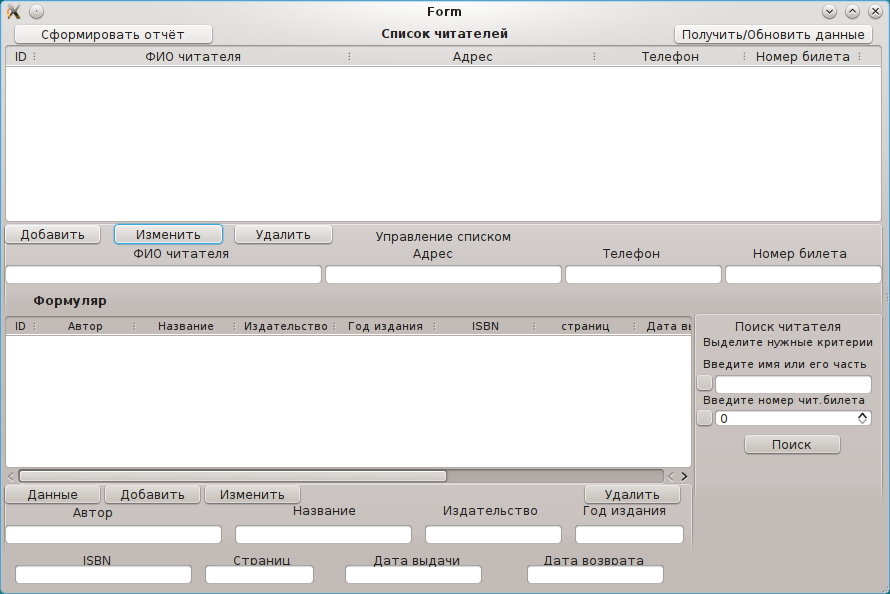 Form
Сформировать отчёт Список читателей Получить/Обновить данные
ID ФИО читателя Адрес Телефон Номер билета
Добавить Изменить Удалить Управление списком
ФИО читателя Адрес Телефон Номер билета
Формуляр
ID Автор Название Издательство Год издания ISBN страниц Дата вы
Поиск читателя
Выделите нужные критерии
Введите имя или его часть
Введите номер чит.билета
0
Поиск
Данные Добавить Изменить Удалить
Автор Название Издательство Год издания
ISBN Страниц Дата выдачи Дата возврата